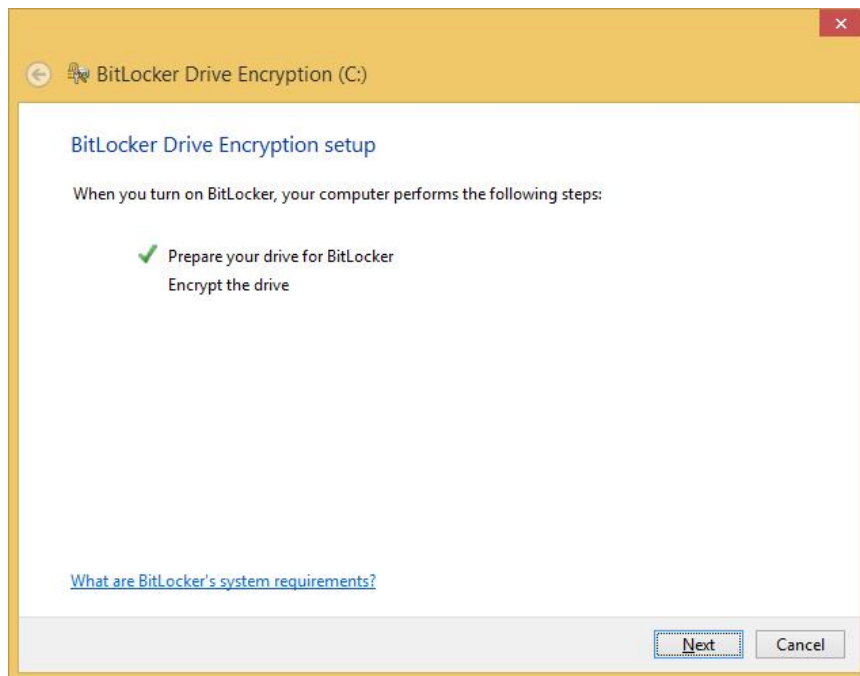 BitLocker Drive Encryption (C:)
BitLocker Drive Encryption setup
When you turn on BitLocker, your computer performs the following steps:
Prepare your drive for BitLocker
Encrypt the drive
What are BitLocker's system requirements?
Next Cancel